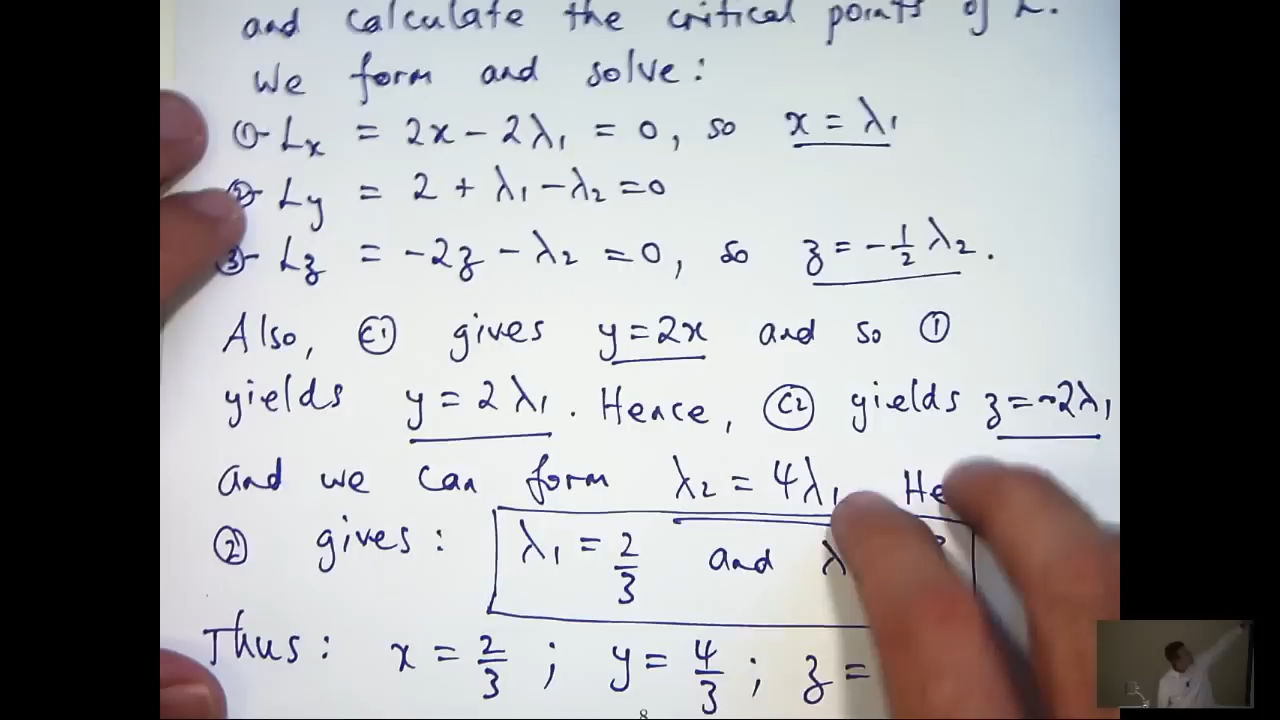 and calculate the critical points of L.
We form and solve:
①- Lx = 2x - 2λ1 = 0, so x = λ1
②- Ly = 2 + λ1 - λ2 = 0
③- Lz = -2z - λ2 = 0, so z = -1/2 λ2.
Also, (C1) gives y = 2x and so ①
yields y = 2λ1. Hence, (C2) yields z = -2λ1
and we can form λ2 = 4λ1
② gives: λ1 = 2/3 and λ
Thus: x = 2/3 ; y = 4/3 ; z =
8